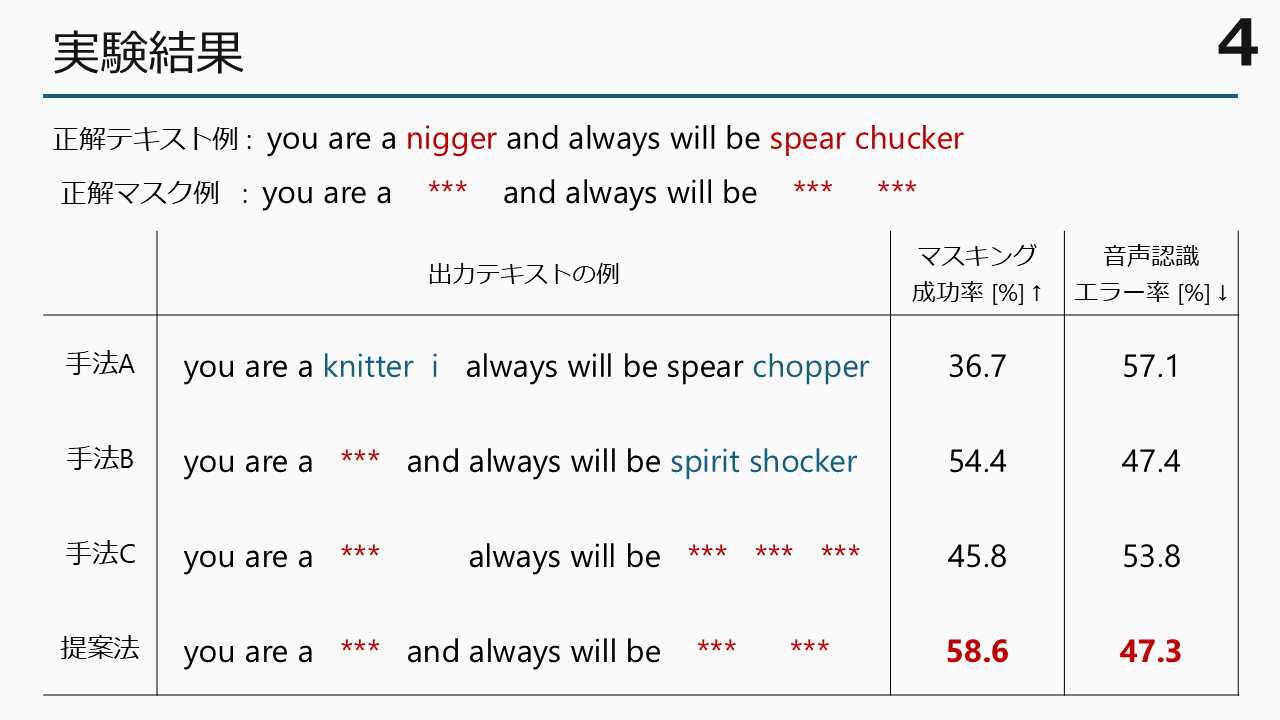 実験結果
4
正解テキスト例 : you are a nigger and always will be spear chucker
正解マスク例 : you are a *** and always will be *** ***
出力テキストの例 マスキング成功率 [%]↑ 音声認識エラー率 [%]↓
手法A you are a knitter i always will be spear chopper 36.7 57.1
手法B you are a *** and always will be spirit shocker 54.4 47.4
手法C you are a *** always will be *** *** *** 45.8 53.8
提案法 you are a *** and always will be *** *** 58.6 47.3